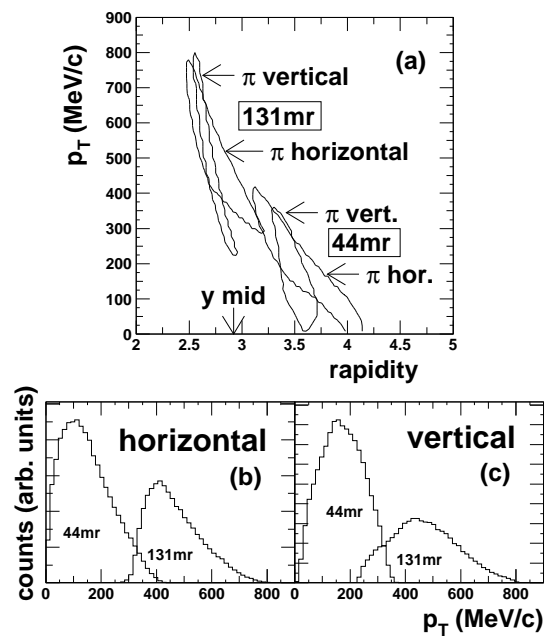 900
800
700
600
500
400
300
200
100
0
p_T (MeV/c)
(a)
π vertical
131mr
π horizontal
π vert.
44mr
π hor.
y mid
2 2.5 3 3.5 4 4.5 5
rapidity
counts (arb. units)
horizontal
(b)
44mr
131mr
0 200 400 600 800
vertical
(c)
44mr
131mr
0 200 400 600 800
p_T (MeV/c)